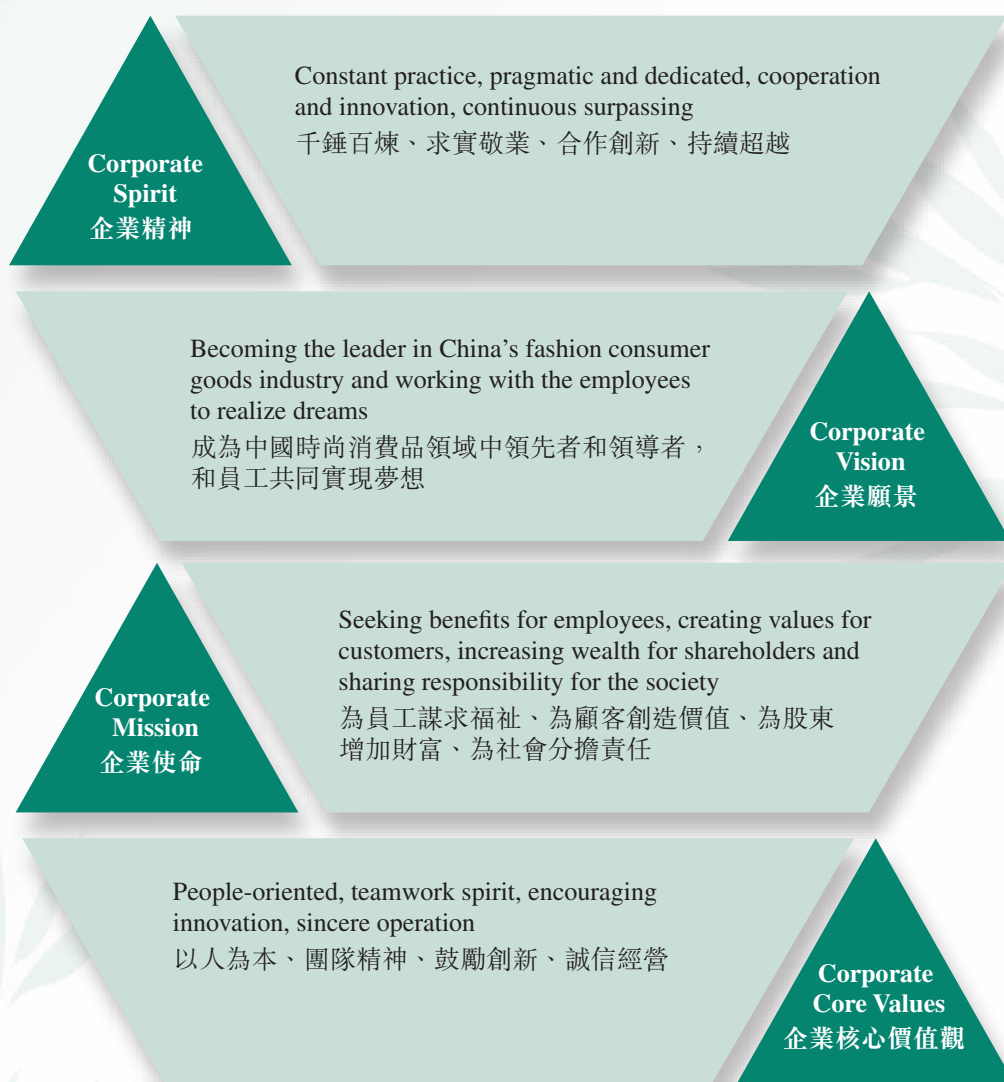 Corporate
Spirit
企業精神
Constant practice, pragmatic and dedicated, cooperation
and innovation, continuous surpassing
千錘百煉、求實敬業、合作創新、持續超越
Becoming the leader in China’s fashion consumer
goods industry and working with the employees
to realize dreams
成為中國時尚消費品領域中領先者和領導者，
和員工共同實現夢想
Corporate
Vision
企業願景
Corporate
Mission
企業使命
Seeking benefits for employees, creating values for
customers, increasing wealth for shareholders and
sharing responsibility for the society
為員工謀求福祉、為顧客創造價值、為股東
增加財富、為社會分擔責任
People-oriented, teamwork spirit, encouraging
innovation, sincere operation
以人為本、團隊精神、鼓勵創新、誠信經營
Corporate
Core Values
企業核心價值觀